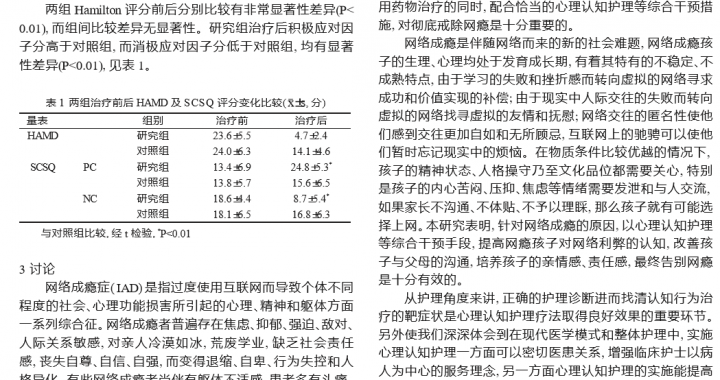 两组 Hamilton 评分前后分别比较有非常显著性差异(P<
0.01), 而组间比较差异无显著性。研究组治疗后积极应对因
子分高于对照组, 而消极应对因子分低于对照组, 均有显著
性差异(P<0.01), 见表 1。
表 1 两组治疗前后 HAMD 及 SCSQ 评分变化比较(x̄±s, 分)
量表 组别 治疗前 治疗后
HAMD 研究组 23.6±5.5 4.7±2.4
对照组 24.0±6.3 14.1±4.6
SCSQ PC 研究组 13.4±6.9 24.8±5.3*
对照组 13.8±5.7 15.6±6.5
NC 研究组 18.6±4.4 8.7±5.4*
对照组 18.1±6.5 16.8±6.3
与对照组比较, 经 t 检验, *P<0.01
3 讨论
网络成瘾症(IAD)是指过度使用互联网而导致个体不同
程度的社会、心理功能损害所引起的心理、精神和躯体方面
一系列综合征。网络成瘾者普遍存在焦虑、抑郁、强迫、敌对、
人际关系敏感, 对亲人冷漠如冰, 荒废学业, 缺乏社会责任
感, 丧失自尊、自信、自强, 而变得退缩、自卑、行为失控和人
格异化。有些网络成瘾者尚伴有躯体不适感, 患者多有头痛、
用药物治疗的同时, 配合恰当的心理认知护理等综合干预措
施, 对彻底戒除网瘾是十分重要的。
网络成瘾是伴随网络而来的新的社会难题, 网络成瘾孩
子的生理、心理均处于发育成长期, 有着其特有的不稳定、不
成熟特点, 由于学习的失败和挫折感而转向虚拟的网络寻求
成功和价值实现的补偿; 由于现实中人际交往的失败而转向
虚拟的网络找寻虚拟的友情和抚慰; 网络交往的匿名性使他
们感到交往更加自如和无所顾忌, 互联网上的驰骋可以使他
们暂时忘记现实中的烦恼。在物质条件比较优越的情况下,
孩子的精神状态、人格操守乃至文化品位都需要关心, 特别
是孩子的内心苦闷、压抑、焦虑等情绪需要发泄和与人交流,
如果家长不沟通、不体贴、不予以理睬, 那么孩子就有可能选
择上网。本研究表明, 针对网络成瘾的原因, 以心理认知护理
等综合干预手段, 提高网瘾孩子对网络利弊的认知, 改善孩
子与父母的沟通, 培养孩子的亲情感、责任感, 最终告别网瘾
是十分有效的。
从护理角度来讲, 正确的护理诊断进而找清认知行为治
疗的靶症状是心理认知护理疗法取得良好效果的重要环节。
另外使我们深深体会到在现代医学模式和整体护理中, 实施
心理认知护理一方面可以密切医患关系, 增强临床护士以病
人为中心的服务理念, 另一方面心理认知护理的实施能提高